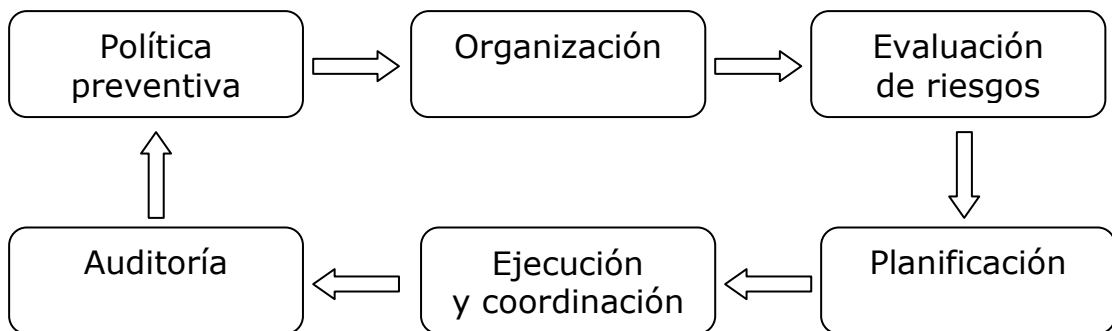 Política
preventiva
Organización
Evaluación
de riesgos
Planificación
Ejecución
y coordinación
Auditoría